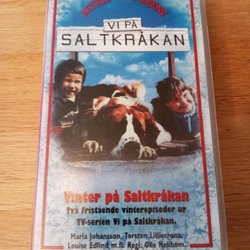 VI PÅ
SALTKRÅKAN
Vinter på Saltkråkan
Två fristående vinterepisoder ur
TV-serien Vi på Saltkråkan.
Maria Johansson, Torsten Lilliecrona,
Louise Edlind m.fl. Regi: Olle Hellbom.